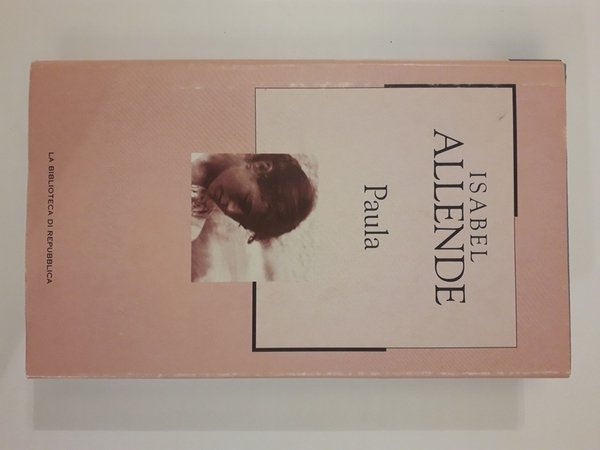 ISABEL
ALLENDE
Paula
LA BIBLIOTECA DI REPUBBLICA